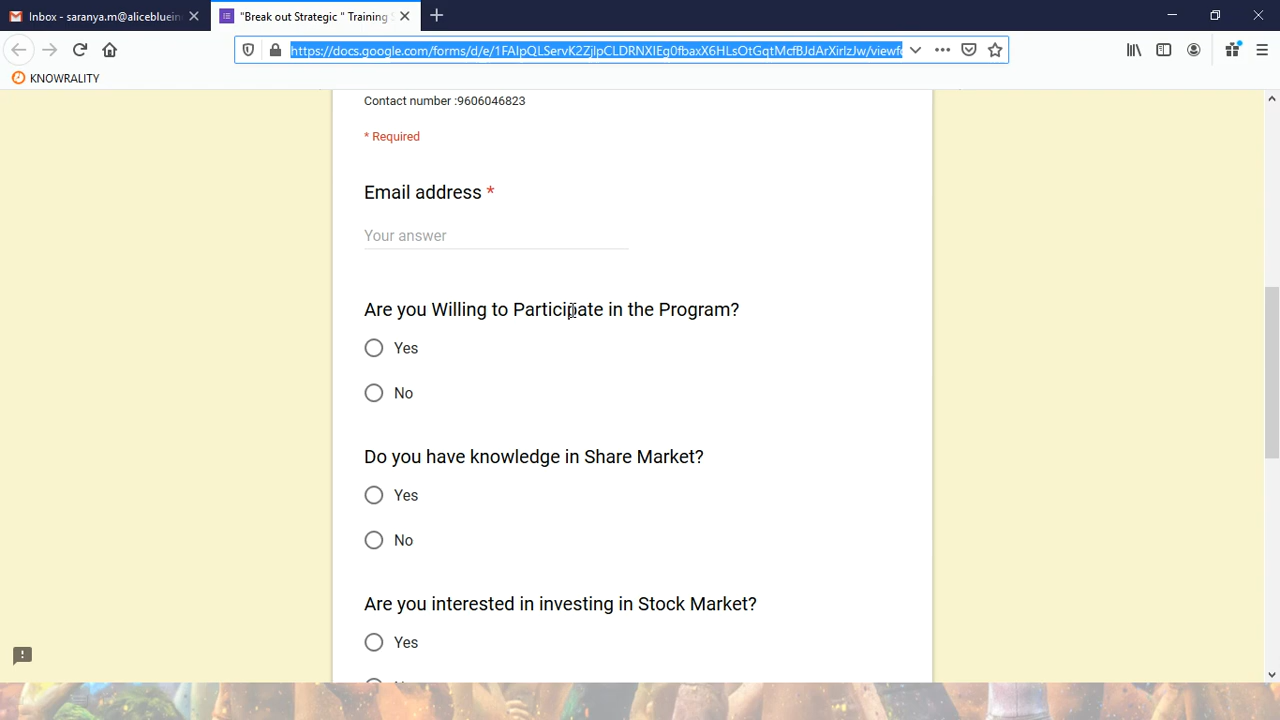 Inbox - saranya.m@alicebluein
"Break out Strategic " Training
https://docs.google.com/forms/d/e/1FAIpQLServK2ZjlpCLDRNXIEg0fbaxX6HLsOtGqtMcfBJdArXirlzJw/viewf
KNOWRALITY
Contact number :9606046823
* Required
Email address *
Your answer
Are you Willing to Participate in the Program?
Yes
No
Do you have knowledge in Share Market?
Yes
No
Are you interested in investing in Stock Market?
Yes